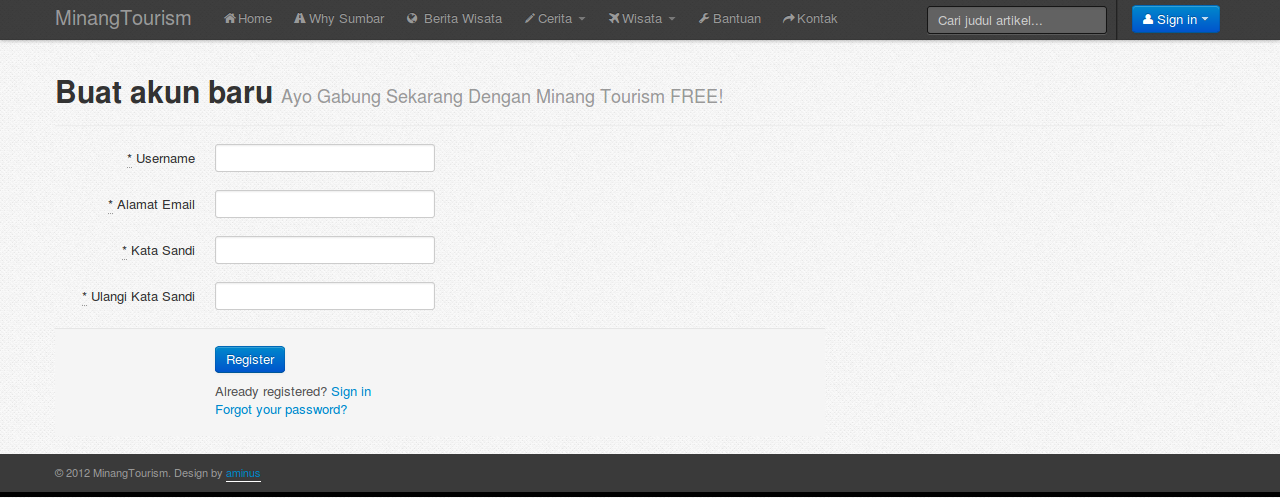 MinangTourism Home Why Sumbar Berita Wisata Cerita Wisata Bantuan Kontak Cari judul artikel... Sign in
Buat akun baru Ayo Gabung Sekarang Dengan Minang Tourism FREE!
* Username
* Alamat Email
* Kata Sandi
* Ulangi Kata Sandi
Register
Already registered? Sign in
Forgot your password?
© 2012 MinangTourism. Design by aminus